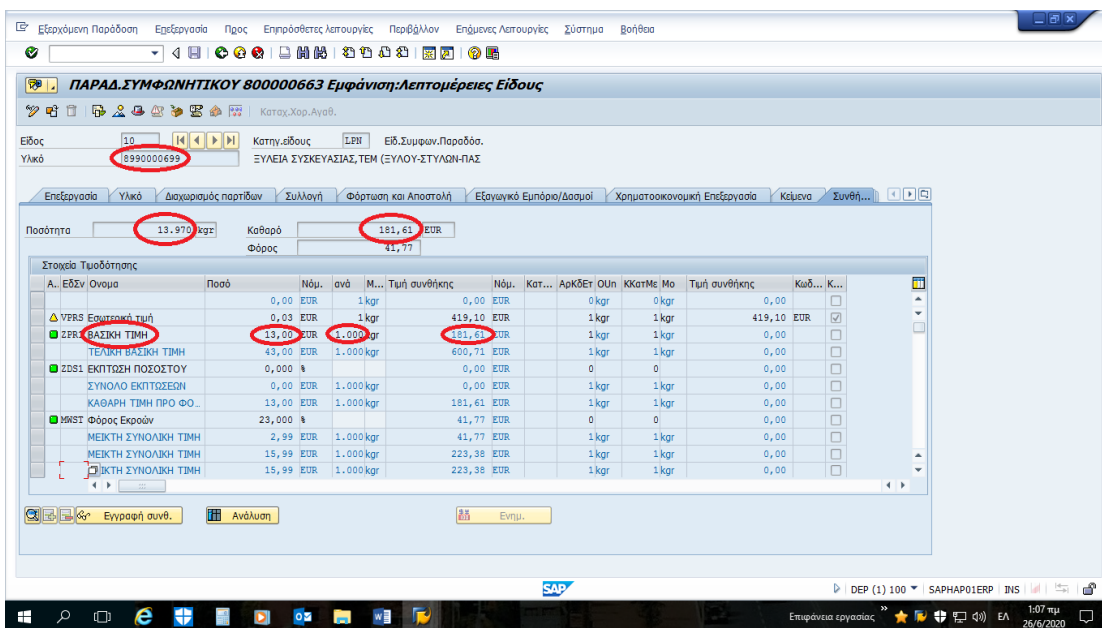 Εξερχόμενη Παράδοση Επεξεργασία Προς Επηπρόσθετες λειτουργίες Περιβάλλον Επόμενες Λειτουργίες Σύστημα Βοήθεια
ΠΑΡΑΔ.ΣΥΜΦΩΝΗΤΙΚΟΥ 800000663 Εμφάνιση:Λεπτομέρειες Είδους
Καταχ.Χορ.Αγαθ.
Είδος 10 Κατηγ.είδους LPN Είδ.Συμφων.Παροδόσ.
Υλικό 8990000699 ΞΥΛΕΙΑ ΣΥΣΚΕΥΑΣΙΑΣ,ΤΕΜ (ΞΥΛΟΥ-ΣΤΥΛΩΝ-ΠΑΣ
Επεξεργασία Υλικό Διαχωρισμός παρτίδων Συλλογή Φόρτωση και Αποστολή Εξαγωγικό Εμπόριο/Δασμοί Χρηματοοικονομική Επεξεργασία Κείμενα Συνθή...
Ποσότητα 13.970 kgr Καθαρό 181,61 EUR
Φόρος 41,77
Στοιχεία Τιμοδότησης
Α.. ΕδΣυ Ονομα Ποσό Νόμ. ανά Μ... Τιμή συνθήκης Νόμ. Κατ... ΑρΚδΕτ OUn ΚΚατΜε Μο Τιμή συνθήκης Κωδ... Κ...
0,00 EUR 1 kgr 0,00 EUR 0 kgr 0 kgr 0,00
VPRS Εσωτερική τιμή 0,03 EUR 1 kgr 419,10 EUR 1 kgr 1 kgr 419,10 EUR
ZPR1 ΒΑΣΙΚΗ ΤΙΜΗ 13,00 EUR 1.000 kgr 181,61 EUR 1 kgr 1 kgr 0,00
ΤΕΛΙΚΗ ΒΑΣΙΚΗ ΤΙΜΗ 43,00 EUR 1.000 kgr 600,71 EUR 1 kgr 1 kgr 0,00
ZDS1 ΕΚΠΤΩΣΗ ΠΟΣΟΣΤΟΥ 0,000 % 0,00 EUR 0 0 0,00
ΣΥΝΟΛΟ ΕΚΠΤΩΣΕΩΝ 0,00 EUR 1.000 kgr 0,00 EUR 1 kgr 1 kgr 0,00
ΚΑΘΑΡΗ ΤΙΜΗ ΠΡΟ ΦΟ... 13,00 EUR 1.000 kgr 181,61 EUR 1 kgr 1 kgr 0,00
MWST Φόρος Εκροών 23,000 % 41,77 EUR 0 0 0,00
ΜΕΙΚΤΗ ΣΥΝΟΛΙΚΗ ΤΙΜΗ 2,99 EUR 1.000 kgr 41,77 EUR 1 kgr 1 kgr 0,00
ΜΕΙΚΤΗ ΣΥΝΟΛΙΚΗ ΤΙΜΗ 15,99 EUR 1.000 kgr 223,38 EUR 1 kgr 1 kgr 0,00
ΙΚΤΗ ΣΥΝΟΛΙΚΗ ΤΙΜΗ 15,99 EUR 1.000 kgr 223,38 EUR 1 kgr 1 kgr 0,00
Εγγραφή συνθ. Ανάλυση Ενημ.
SAP DEP (1) 100 SAPHAP01ERP INS
Επιφάνεια εργασίας » ΕΛ 1:07 πμ
26/6/2020